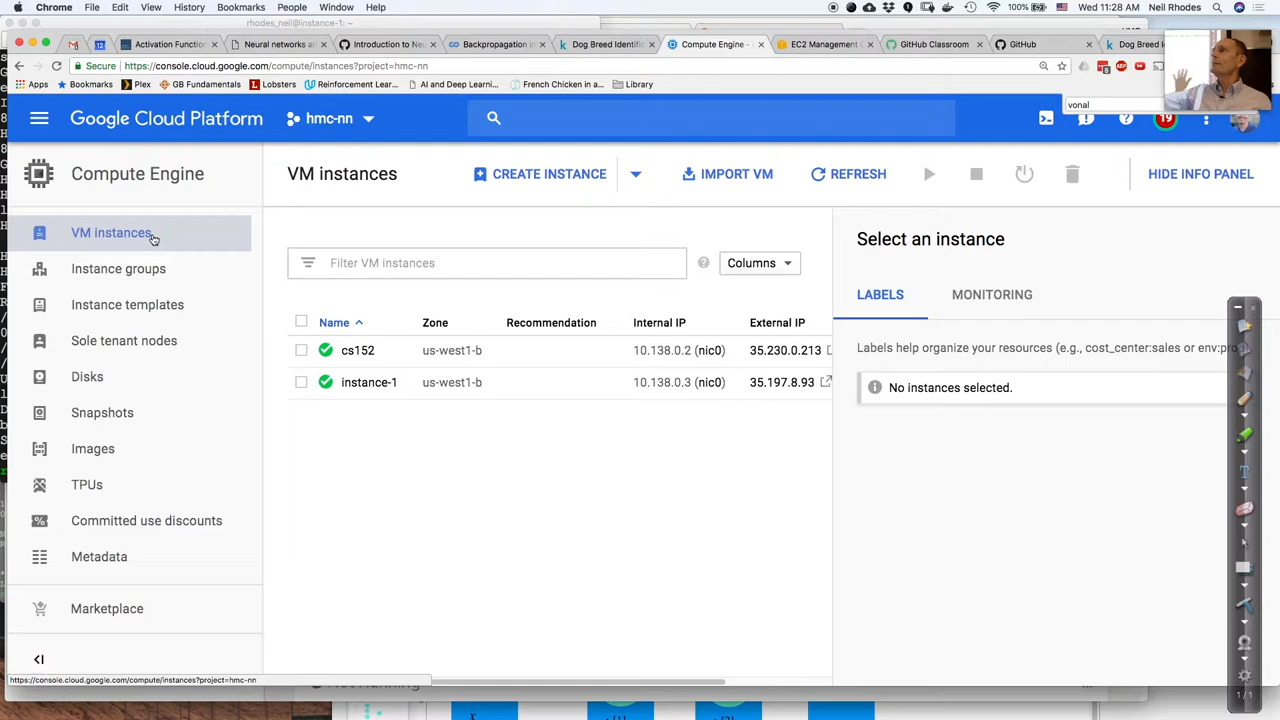 Chrome File Edit View History Bookmarks People Window Help 100% Wed 11:28 AM Neil Rhodes
rhodes_neil@instance-1: ~
Activation Functio Neural networks a Introduction to Ne Backpropagation i Dog Breed Identifi Compute Engine - EC2 Management C GitHub Classroom GitHub Dog Breed I
Secure https://console.cloud.google.com/compute/instances?project=hmc-nn
Apps Bookmarks Plex GB Fundamentals Lobsters Reinforcement Lear AI and Deep Learni French Chicken in a Library
vonal
Google Cloud Platform hmc-nn 19
Compute Engine VM instances CREATE INSTANCE IMPORT VM REFRESH HIDE INFO PANEL
VM instances
Instance groups
Instance templates
Sole tenant nodes
Disks
Snapshots
Images
TPUs
Committed use discounts
Metadata
Marketplace
Filter VM instances Columns
Name Zone Recommendation Internal IP External IP
cs152 us-west1-b 10.138.0.2 (nic0) 35.230.0.213
instance-1 us-west1-b 10.138.0.3 (nic0) 35.197.8.93
Select an instance
LABELS MONITORING
Labels help organize your resources (e.g., cost_center:sales or env:pro
No instances selected.
https://console.cloud.google.com/compute/instances?project=hmc-nn
1 / 1